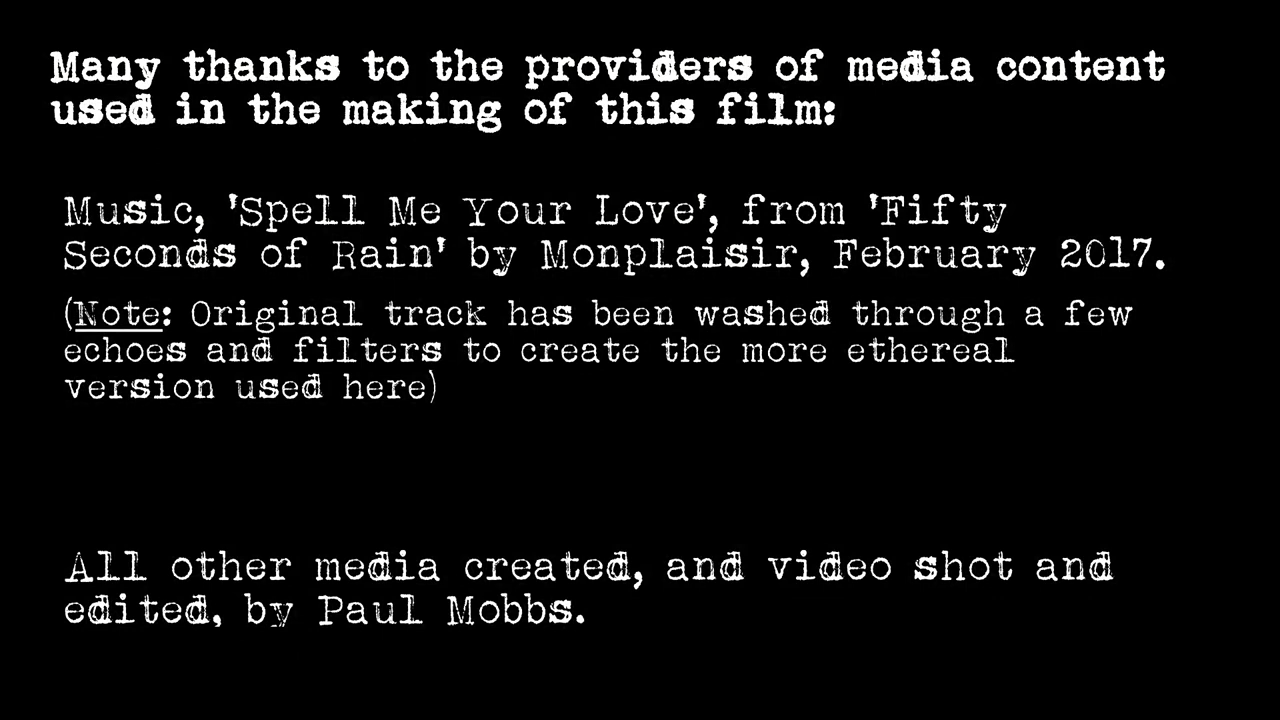 Many thanks to the providers of media content
used in the making of this film:
Music, 'Spell Me Your Love', from 'Fifty
Seconds of Rain' by Monplaisir, February 2017.
(Note: Original track has been washed through a few
echoes and filters to create the more ethereal
version used here)
All other media created, and video shot and
edited, by Paul Mobbs.